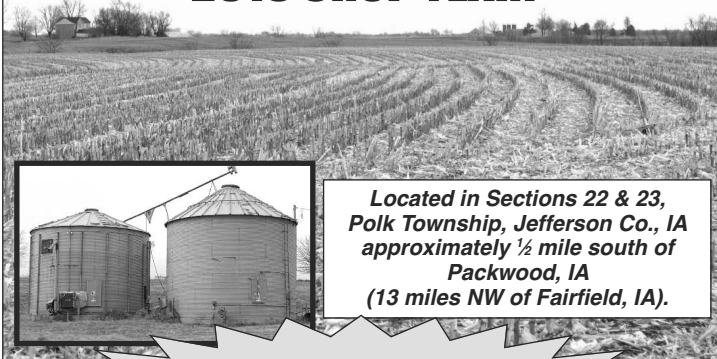 Located in Sections 22 & 23,
Polk Township, Jefferson Co., IA
approximately ½ mile south of
Packwood, IA
(13 miles NW of Fairfield, IA).